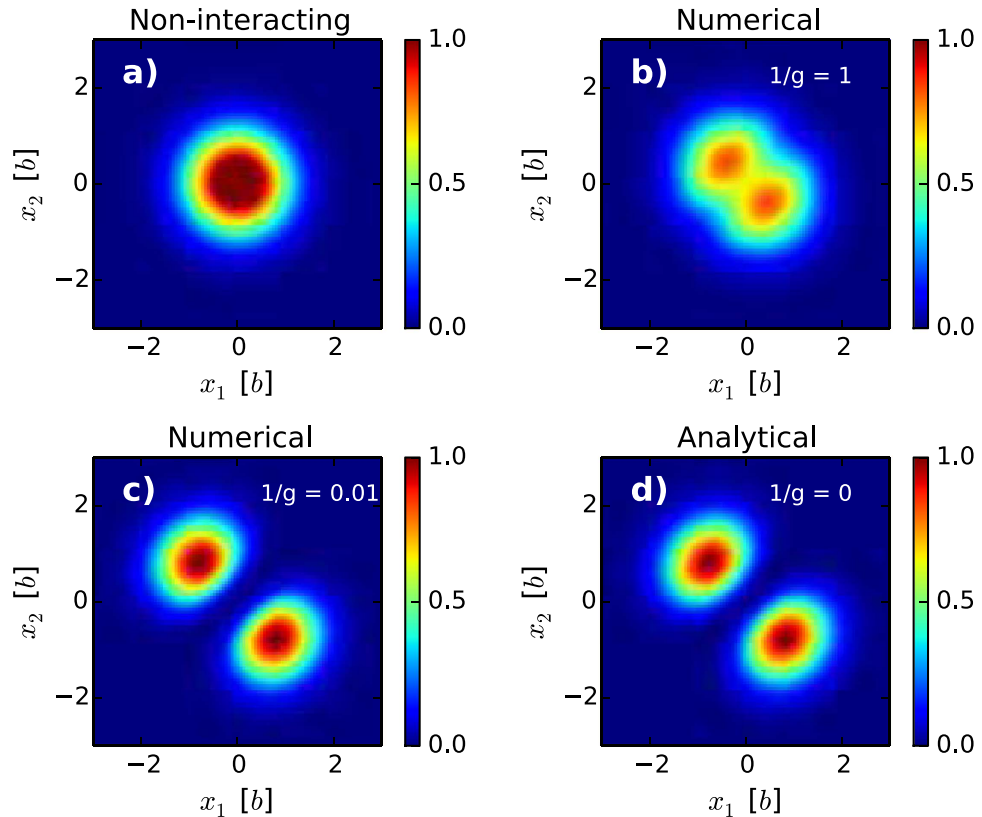 Non-interacting
Numerical
a)
b)
1/g = 1
1.0
0.5
0.0
1.0
0.5
0.0
2
0
−2
2
0
−2
x₂ [b]
x₂ [b]
−2 0 2
−2 0 2
x₁ [b]
x₁ [b]
Numerical
Analytical
c)
1/g = 0.01
d)
1/g = 0
1.0
0.5
0.0
1.0
0.5
0.0
2
0
−2
2
0
−2
x₂ [b]
x₂ [b]
−2 0 2
−2 0 2
x₁ [b]
x₁ [b]